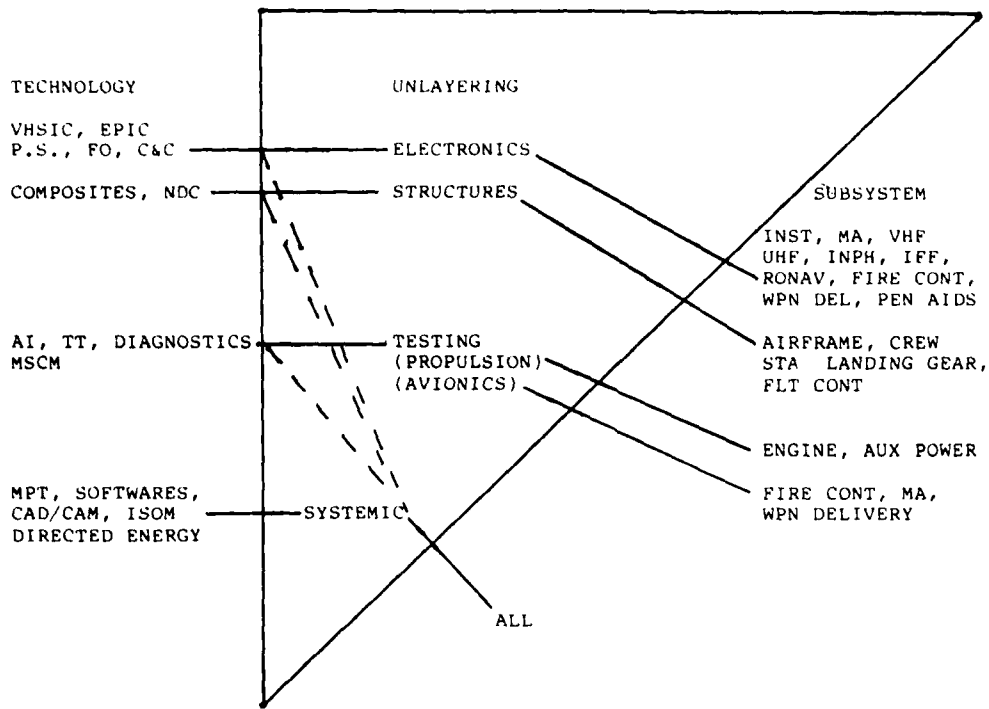 TECHNOLOGY
UNLAYERING
VHSIC, EPIC
P.S., FO, C&C
ELECTRONICS
COMPOSITES, NDC
STRUCTURES
SUBSYSTEM
INST, MA, VHF
UHF, INPH, IFF,
RONAV, FIRE CONT,
WPN DEL, PEN AIDS
AI, TT, DIAGNOSTICS
MSCM
TESTING
(PROPULSION)
(AVIONICS)
AIRFRAME, CREW
STA LANDING GEAR,
FLT CONT
ENGINE, AUX POWER
MPT, SOFTWARES,
CAD/CAM, ISOM
DIRECTED ENERGY
SYSTEMIC
FIRE CONT, MA,
WPN DELIVERY
ALL